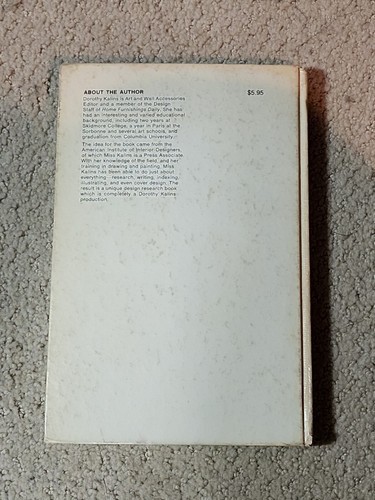 ABOUT THE AUTHOR
$5.95
Dorothy Kalins is Art and Wall Accessories
Editor and a member of the Design
Staff of Home Furnishings Daily. She has
had an interesting and varied educational
background, including two years at
Skidmore College, a year in Paris at the
Sorbonne and several art schools, and
graduation from Columbia University.
The idea for the book came from the
American Institute of Interior Designers,
of which Miss Kalins is a Press Associate.
With her knowledge of the field, and her
training in drawing and painting, Miss
Kalins has been able to do just about
everything - research, writing, indexing,
illustrating, and even cover design. The
result is a unique design research book
which is completely a Dorothy Kalins
production.